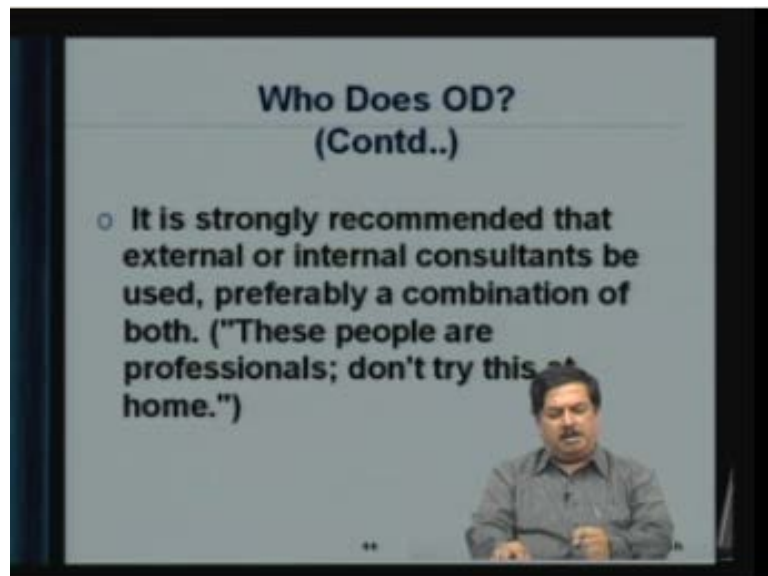 Who Does OD?
(Contd..)
o It is strongly recommended that
external or internal consultants be
used, preferably a combination of
both. ("These people are
professionals; don't try this at
home.")